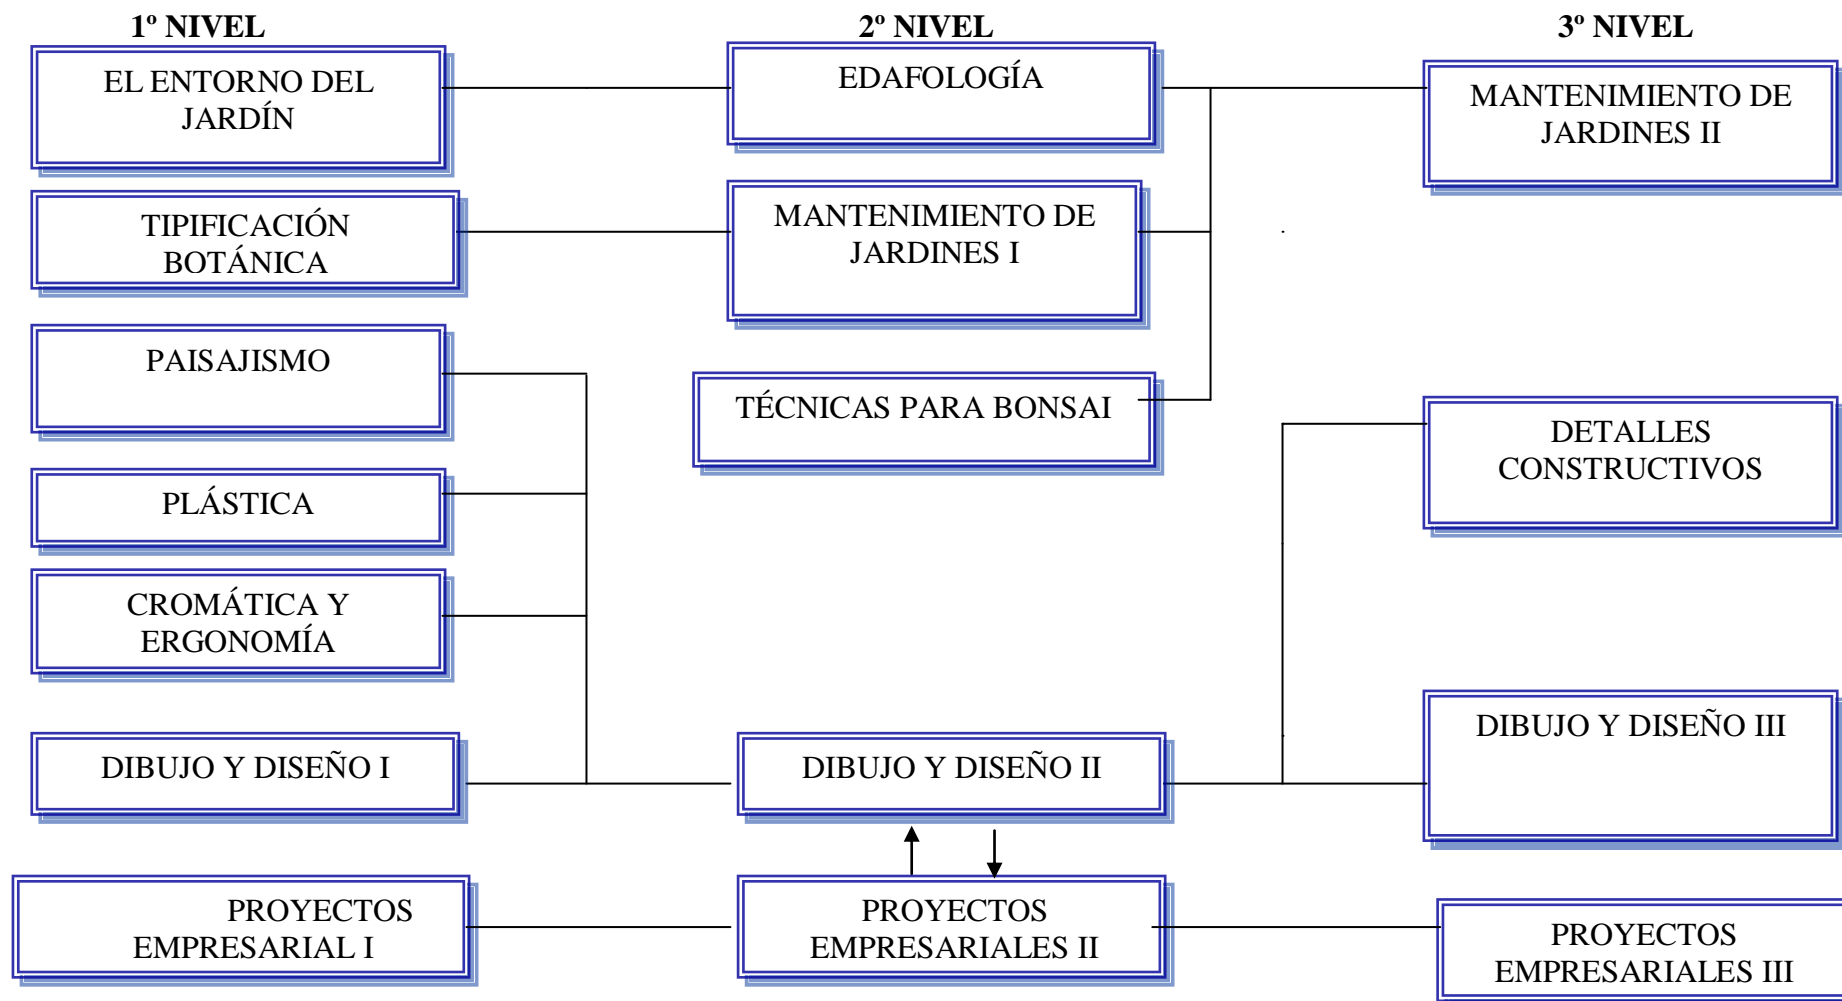 1º NIVEL
2º NIVEL
3º NIVEL
EL ENTORNO DEL
JARDÍN
EDAFOLOGÍA
MANTENIMIENTO DE
JARDINES II
TIPIFICACIÓN
BOTÁNICA
MANTENIMIENTO DE
JARDINES I
PAISAJISMO
TÉCNICAS PARA BONSAI
DETALLES
CONSTRUCTIVOS
PLÁSTICA
CROMÁTICA Y
ERGONOMÍA
DIBUJO Y DISEÑO I
DIBUJO Y DISEÑO II
DIBUJO Y DISEÑO III
PROYECTOS
EMPRESARIAL I
PROYECTOS
EMPRESARIALES II
PROYECTOS
EMPRESARIALES III